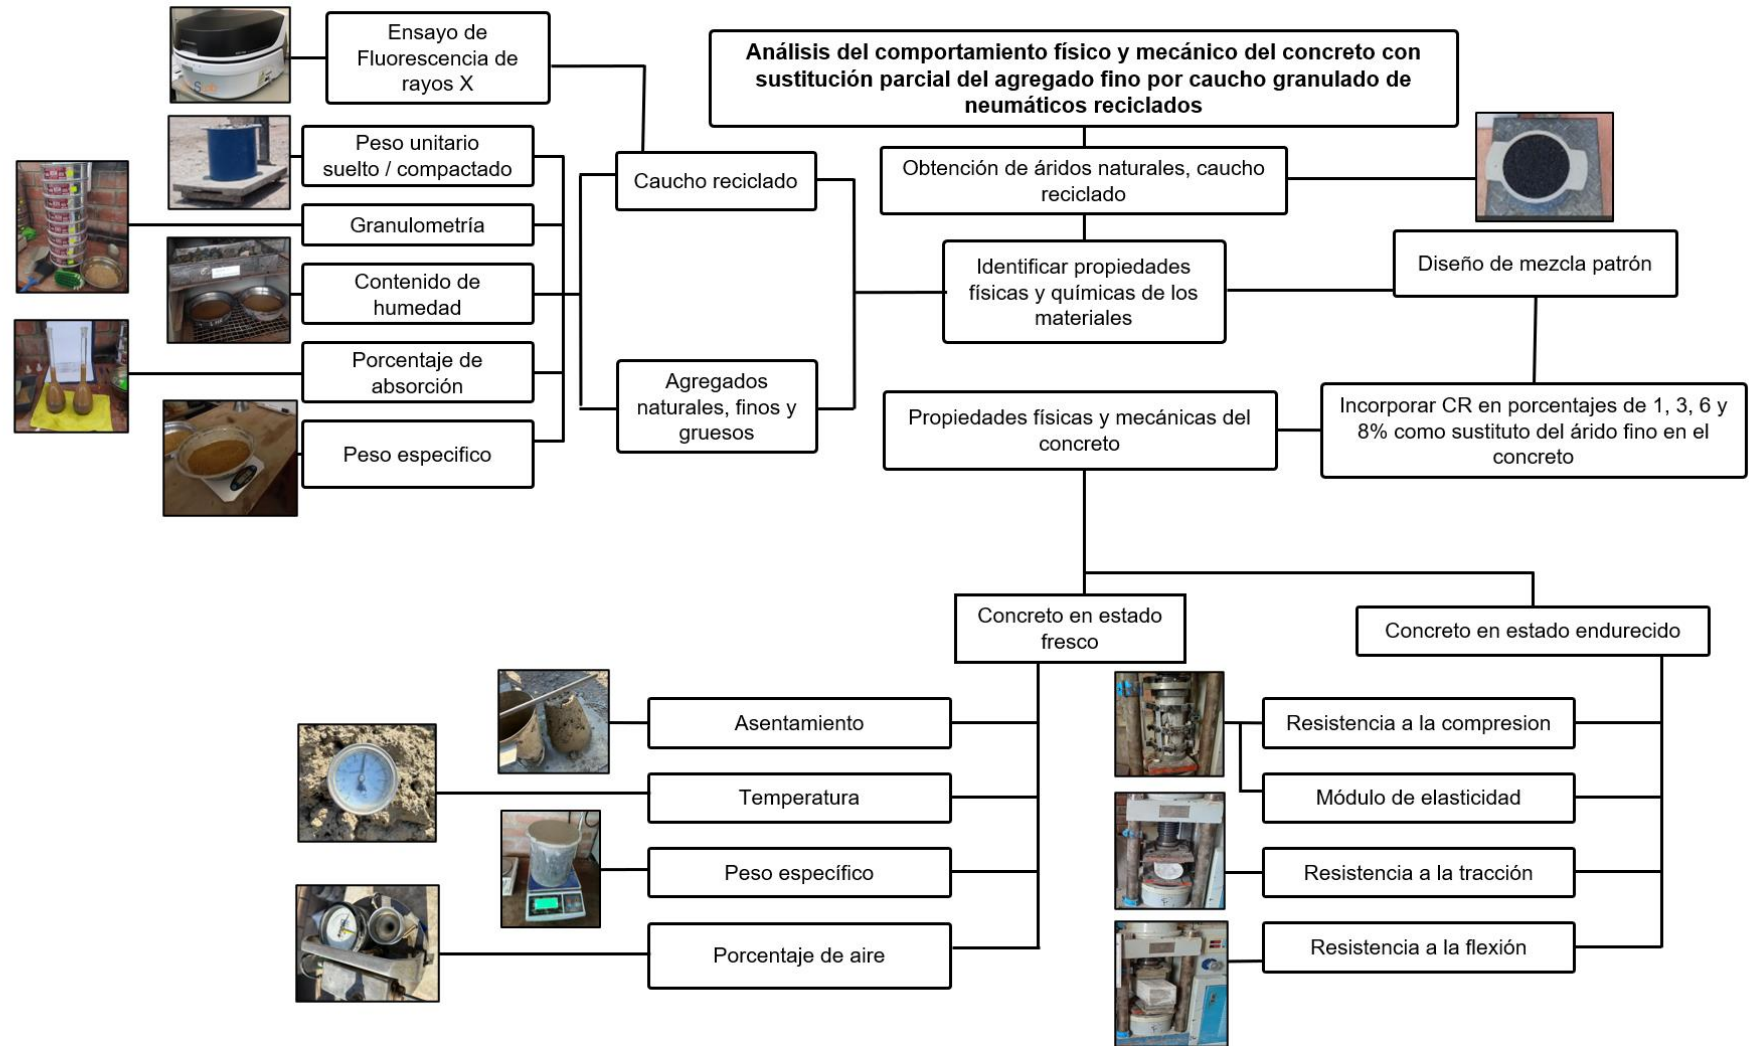 Análisis del comportamiento físico y mecánico del concreto con
sustitución parcial del agregado fino por caucho granulado de
neumáticos reciclados
Ensayo de
Fluorescencia de
rayos X
Peso unitario
suelto / compactado
Granulometría
Contenido de
humedad
Porcentaje de
absorción
Peso especifico
Caucho reciclado
Agregados
naturales, finos y
gruesos
Obtención de áridos naturales, caucho
reciclado
Identificar propiedades
físicas y químicas de los
materiales
Diseño de mezcla patrón
Incorporar CR en porcentajes de 1, 3, 6 y
8% como sustituto del árido fino en el
concreto
Propiedades físicas y mecánicas del
concreto
Concreto en estado
fresco
Concreto en estado endurecido
Asentamiento
Temperatura
Peso específico
Porcentaje de aire
Resistencia a la compresion
Módulo de elasticidad
Resistencia a la tracción
Resistencia a la flexión